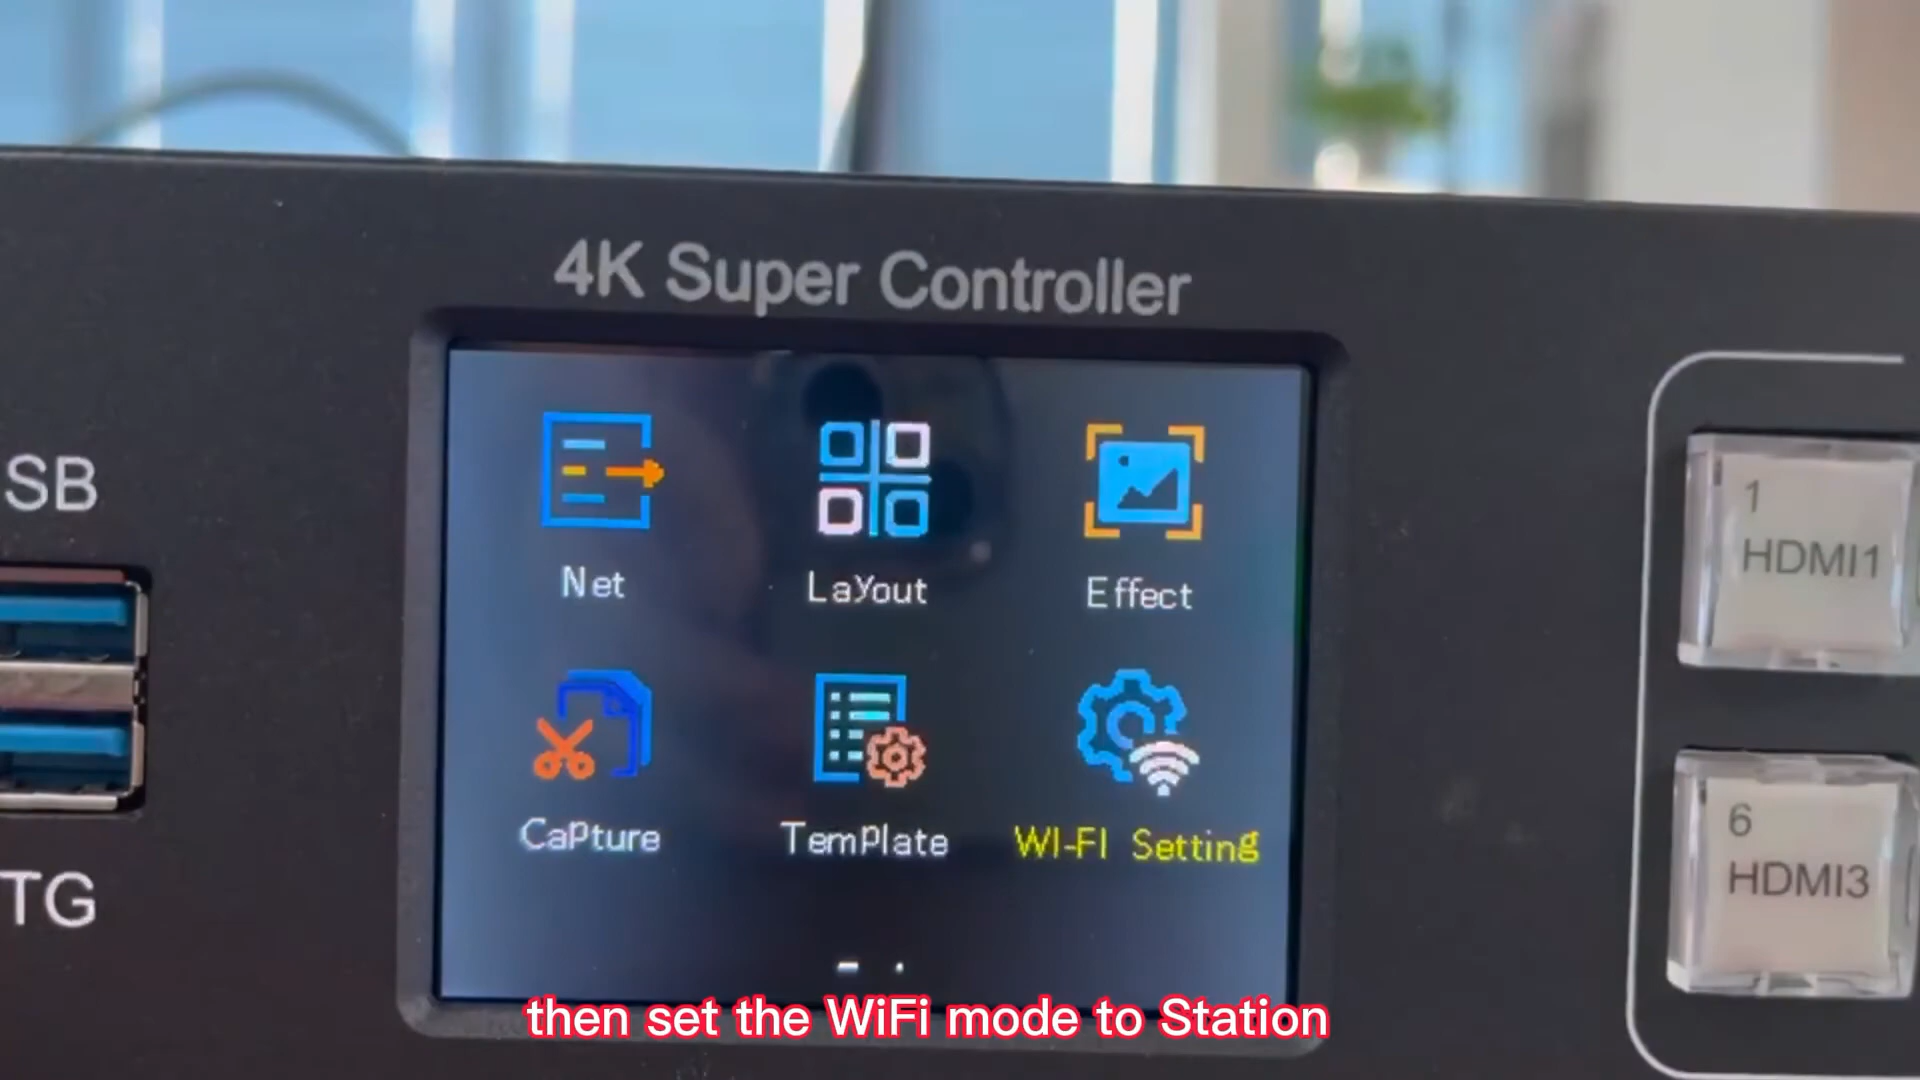 4K Super Controller
SB
TG
Net
LaYout
Effect
CaPture
TemPlate
WI-FI Setting
1
HDMI1
6
HDMI3
then set the WiFi mode to Station